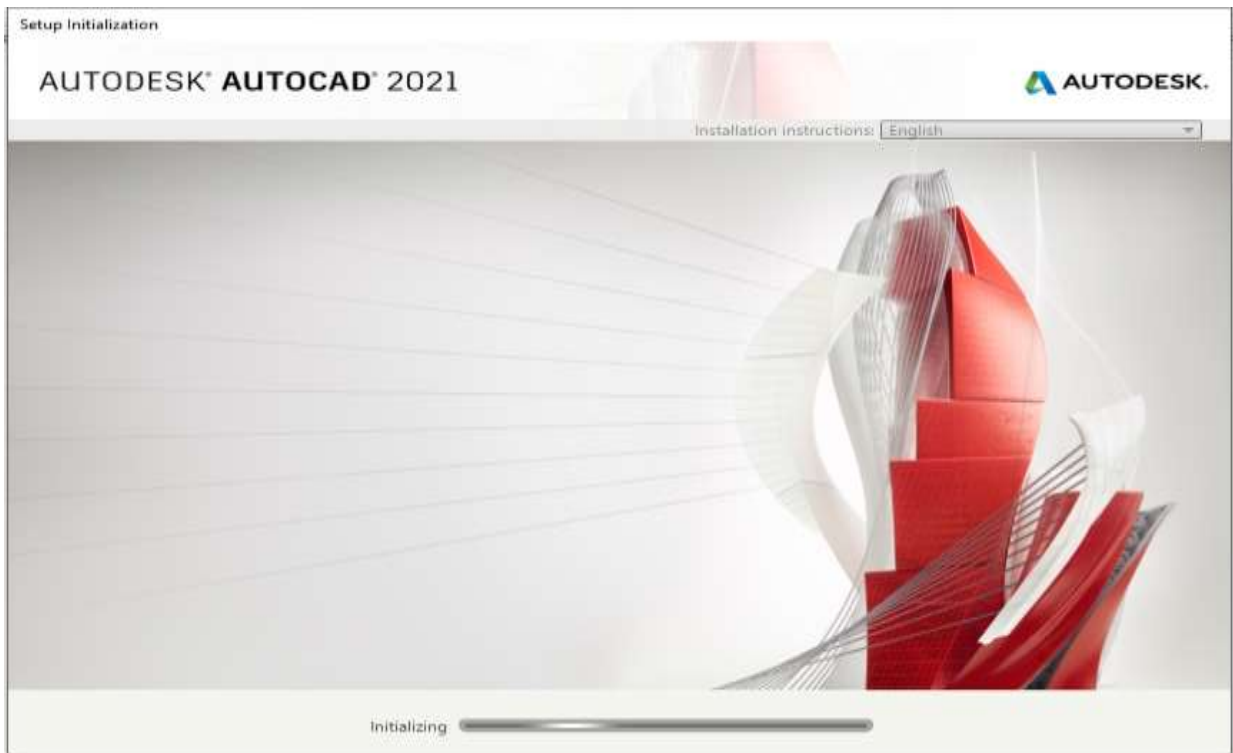 Setup Initialization
AUTODESK® AUTOCAD® 2021
AUTODESK.
Installation instructions: English
Initializing